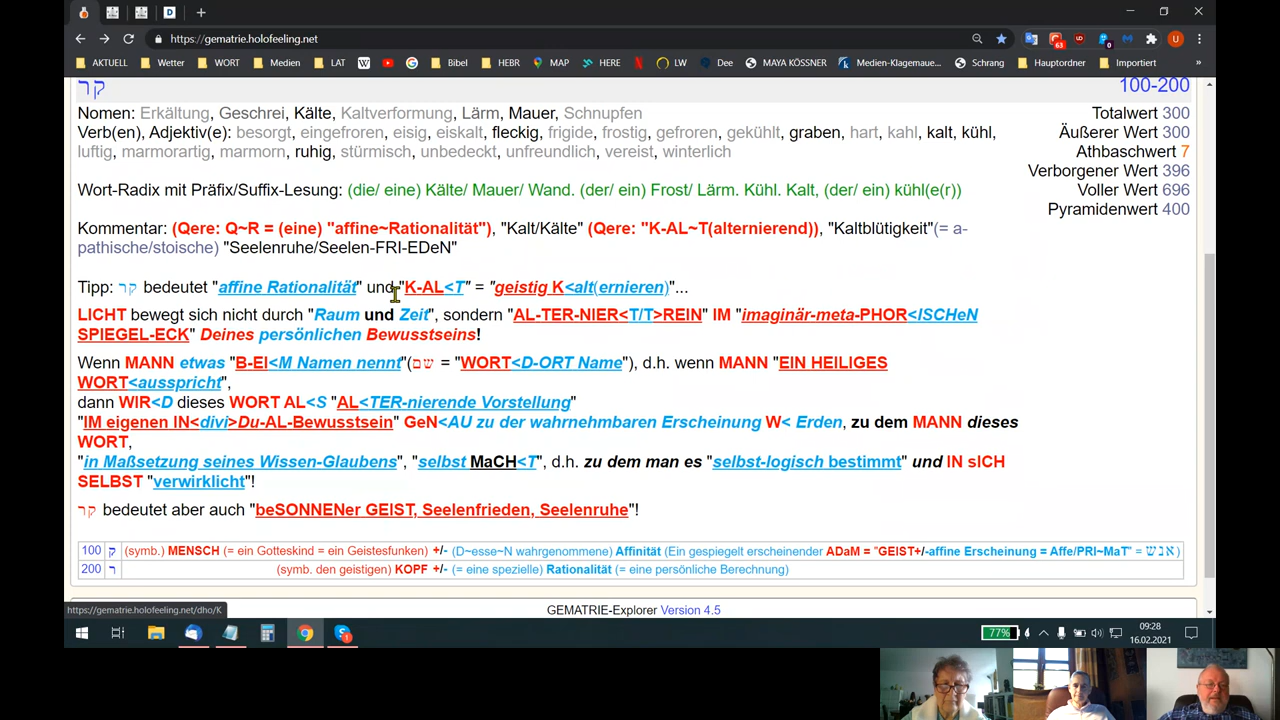 https://gematrie.holofeeling.net
AKTUELL Wetter WORT Medien LAT Bibel HEBR MAP HERE LW Dee MAYA KÖSSNER Medien-Klagemaue... Schrang Hauptordner Importiert »
קר 100-200
Nomen: Erkältung, Geschrei, Kälte, Kaltverformung, Lärm, Mauer, Schnupfen Totalwert 300
Verb(en), Adjektiv(e): besorgt, eingefroren, eisig, eiskalt, fleckig, frigide, frostig, gefroren, gekühlt, graben, hart, kahl, kalt, kühl, Äußerer Wert 300
luftig, marmorartig, marmorn, ruhig, stürmisch, unbedeckt, unfreundlich, vereist, winterlich Athbaschwert 7
Verborgener Wert 396
Wort-Radix mit Präfix/Suffix-Lesung: (die/ eine) Kälte/ Mauer/ Wand. (der/ ein) Frost/ Lärm. Kühl. Kalt, (der/ ein) kühl(e(r)) Voller Wert 696
Pyramidenwert 400
Kommentar: (Qere: Q~R = (eine) "affine~Rationalität"), "Kalt/Kälte" (Qere: "K-AL~T(alternierend)), "Kaltblütigkeit"(= a-
pathische/stoische) "Seelenruhe/Seelen-FRI-EDeN"
Tipp: קר bedeutet "affine Rationalität" und "K-AL<T" = "geistig K<alt(ernieren)"...
LICHT bewegt sich nicht durch "Raum und Zeit", sondern "AL-TER-NIER<T/T>REIN" IM "imaginär-meta-PHOR<ISCHeN
SPIEGEL-ECK" Deines persönlichen Bewusstseins!
Wenn MANN etwas "B-EI<M Namen nennt"(שם = "WORT<D-ORT Name"), d.h. wenn MANN "EIN HEILIGES
WORT<ausspricht",
dann WIR<D dieses WORT AL<S "AL<TER-nierende Vorstellung"
"IM eigenen IN<divi>Du-AL-Bewusstsein" GeN<AU zu der wahrnehmbaren Erscheinung W< Erden, zu dem MANN dieses
WORT,
"in Maßsetzung seines Wissen-Glaubens", "selbst MaCH<T", d.h. zu dem man es "selbst-logisch bestimmt" und IN sICH
SELBST "verwirklicht"!
קר bedeutet aber auch "beSONNENer GEIST, Seelenfrieden, Seelenruhe"!
100 ק (symb.) MENSCH (= ein Gotteskind = ein Geistesfunken) +/- (D~esse~N wahrgenommene) Affinität (Ein gespiegelt erscheinender ADaM = "GEIST+/-affine Erscheinung = Affe/PRI~MaT" = אנש)
200 ר (symb. den geistigen) KOPF +/- (= eine spezielle) Rationalität (= eine persönliche Berechnung)
https://gematrie.holofeeling.net/dho/K
GEMATRIE-Explorer Version 4.5
77% 09:28
16.02.2021